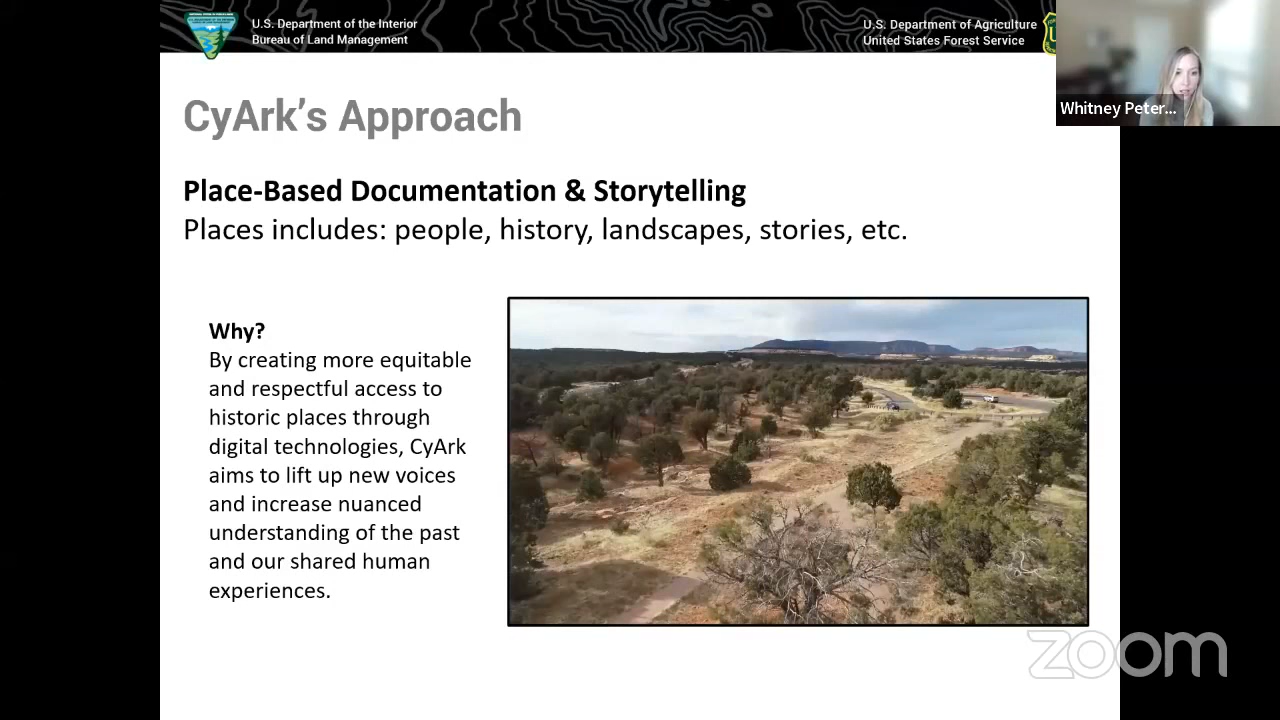 U.S. Department of the Interior
Bureau of Land Management
U.S. Department of Agriculture
United States Forest Service
Whitney Peter...
CyArk's Approach
Place-Based Documentation & Storytelling
Places includes: people, history, landscapes, stories, etc.
Why?
By creating more equitable
and respectful access to
historic places through
digital technologies, CyArk
aims to lift up new voices
and increase nuanced
understanding of the past
and our shared human
experiences.
zoom